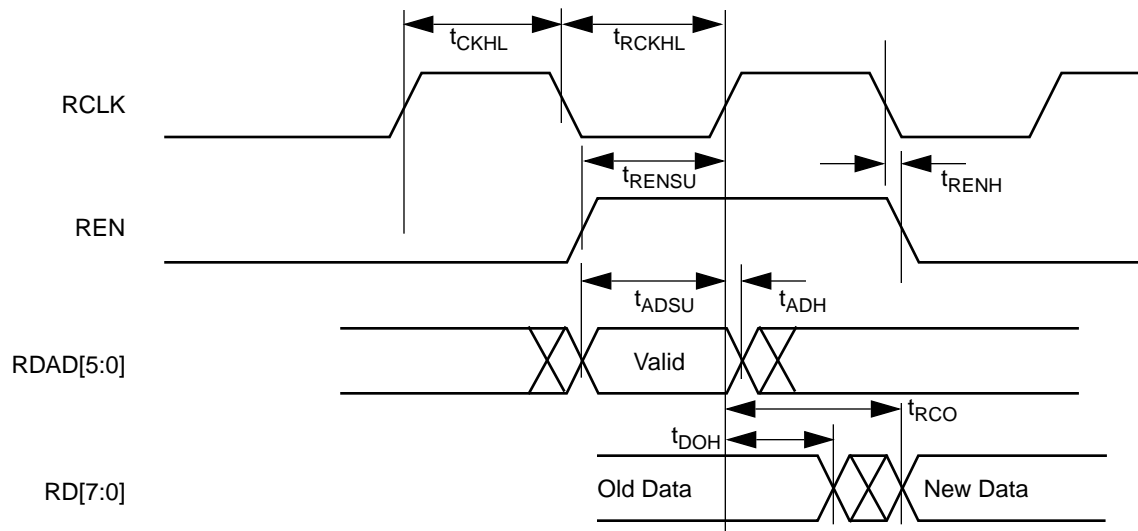 tCKHL
tRCKHL
RCLK
tRENSU
tRENH
REN
tADSU
tADH
RDAD[5:0]
Valid
tRCO
tDOH
RD[7:0]
Old Data
New Data